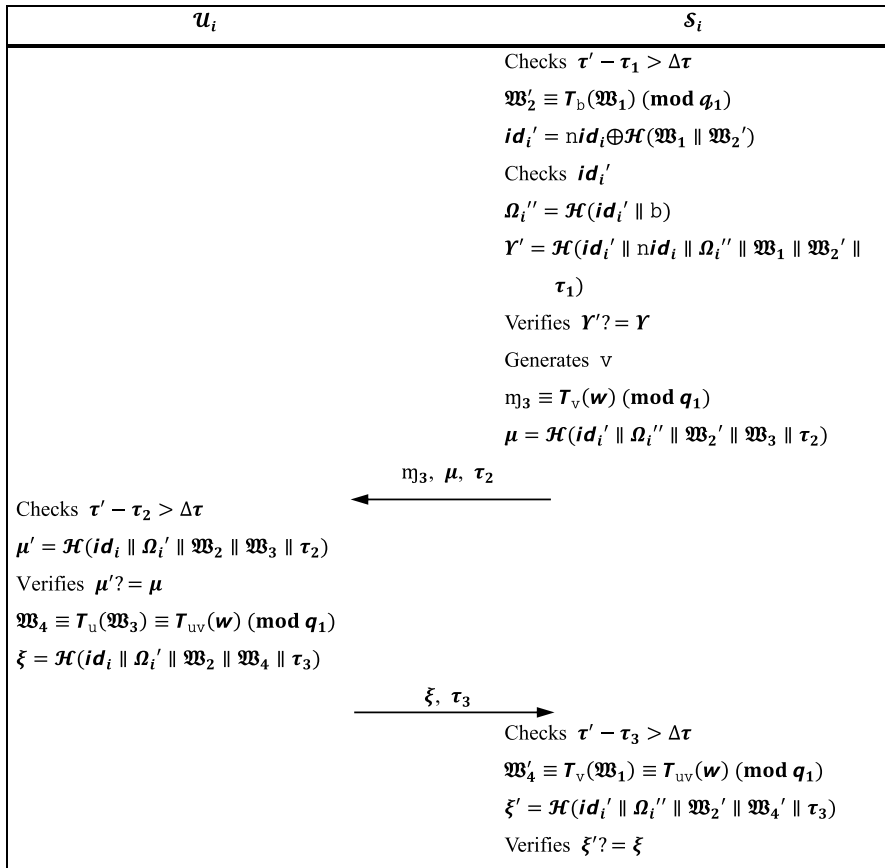 𝓤ᵢ 𝓢ᵢ
Checks τ′ − τ₁ > Δτ
𝔚₂′ ≡ T_b(𝔚₁) (mod q₁)
idᵢ′ = nidᵢ⊕ℋ(𝔚₁ ∥ 𝔚₂′)
Checks idᵢ′
Ωᵢ′′ = ℋ(idᵢ′ ∥ b)
ϒ′ = ℋ(idᵢ′ ∥ nidᵢ ∥ Ωᵢ′′ ∥ 𝔚₁ ∥ 𝔚₂′ ∥
τ₁)
Verifies ϒ′? = ϒ
Generates v
ɱ₃ ≡ T_v(w) (mod q₁)
μ = ℋ(idᵢ′ ∥ Ωᵢ′′ ∥ 𝔚₂′ ∥ 𝔚₃ ∥ τ₂)
ɱ₃, μ, τ₂
Checks τ′ − τ₂ > Δτ
μ′ = ℋ(idᵢ ∥ Ωᵢ′ ∥ 𝔚₂ ∥ 𝔚₃ ∥ τ₂)
Verifies μ′? = μ
𝔚₄ ≡ T_u(𝔚₃) ≡ T_uv(w) (mod q₁)
ξ = ℋ(idᵢ ∥ Ωᵢ′ ∥ 𝔚₂ ∥ 𝔚₄ ∥ τ₃)
ξ, τ₃
Checks τ′ − τ₃ > Δτ
𝔚₄′ ≡ T_v(𝔚₁) ≡ T_uv(w) (mod q₁)
ξ′ = ℋ(idᵢ′ ∥ Ωᵢ′′ ∥ 𝔚₂′ ∥ 𝔚₄′ ∥ τ₃)
Verifies ξ′? = ξ